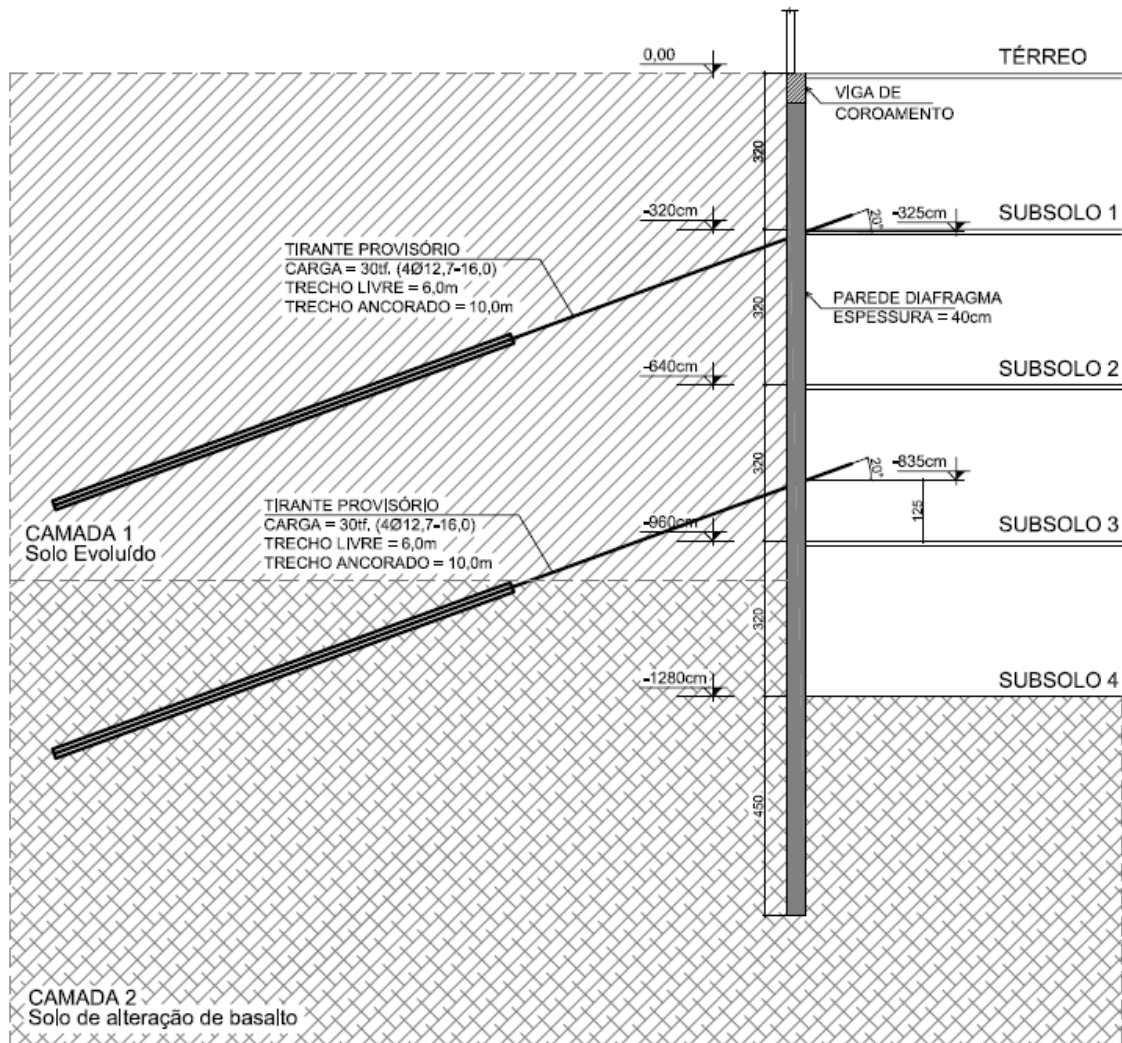 0,00
TÉRREO
VIGA DE
COROAMENTO
320
-320cm
20°
-325cm
SUBSOLO 1
TIRANTE PROVISÓRIO
CARGA = 30tf. (4Ø12,7-16,0)
TRECHO LIVRE = 6,0m
TRECHO ANCORADO = 10,0m
320
PAREDE DIAFRAGMA
ESPESSURA = 40cm
-640cm
SUBSOLO 2
320
20°
-835cm
TIRANTE PROVISÓRIO
CARGA = 30tf. (4Ø12,7-16,0)
TRECHO LIVRE = 6,0m
TRECHO ANCORADO = 10,0m
-960cm
125
SUBSOLO 3
CAMADA 1
Solo Evoluído
320
-1280cm
SUBSOLO 4
450
CAMADA 2
Solo de alteração de basalto